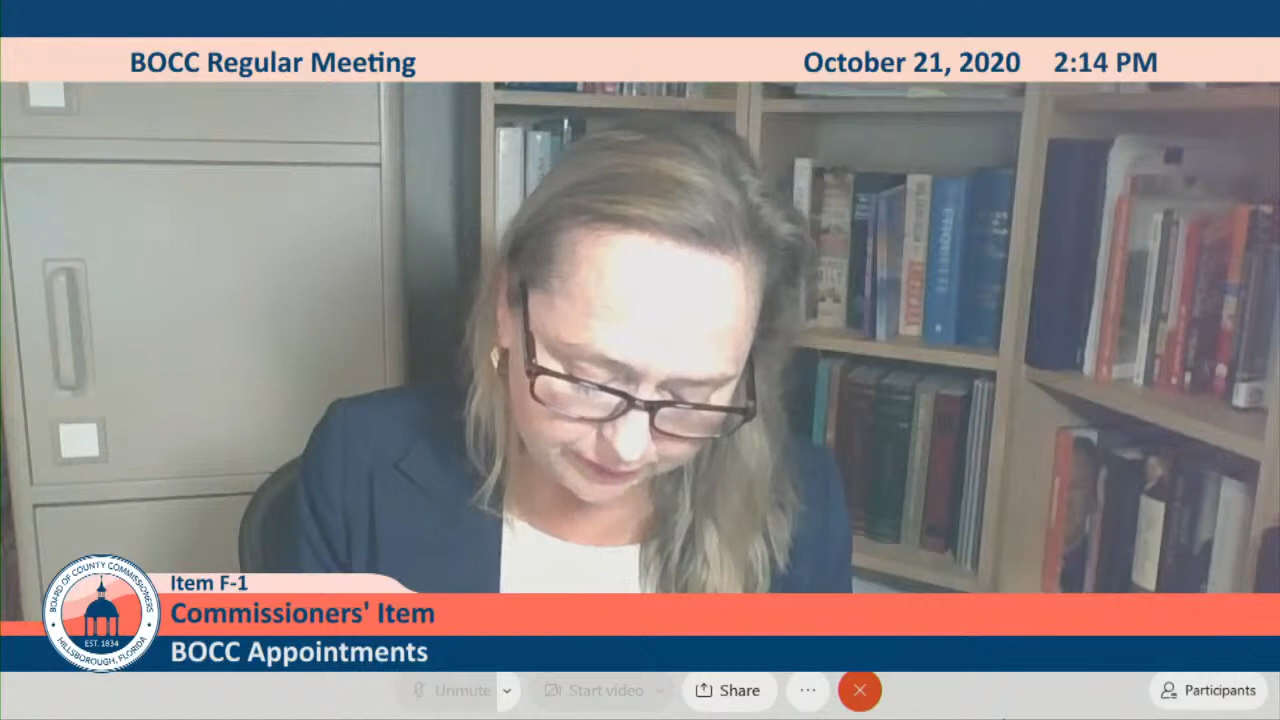 BOCC Regular Meeting
October 21, 2020 2:14 PM
ETIQUETTE
Item F-1
Commissioners' Item
BOCC Appointments
BOARD OF COUNTY COMMISSIONERS
EST. 1834
HILLSBOROUGH, FLORIDA
Unmute
Start video
Share
Participants